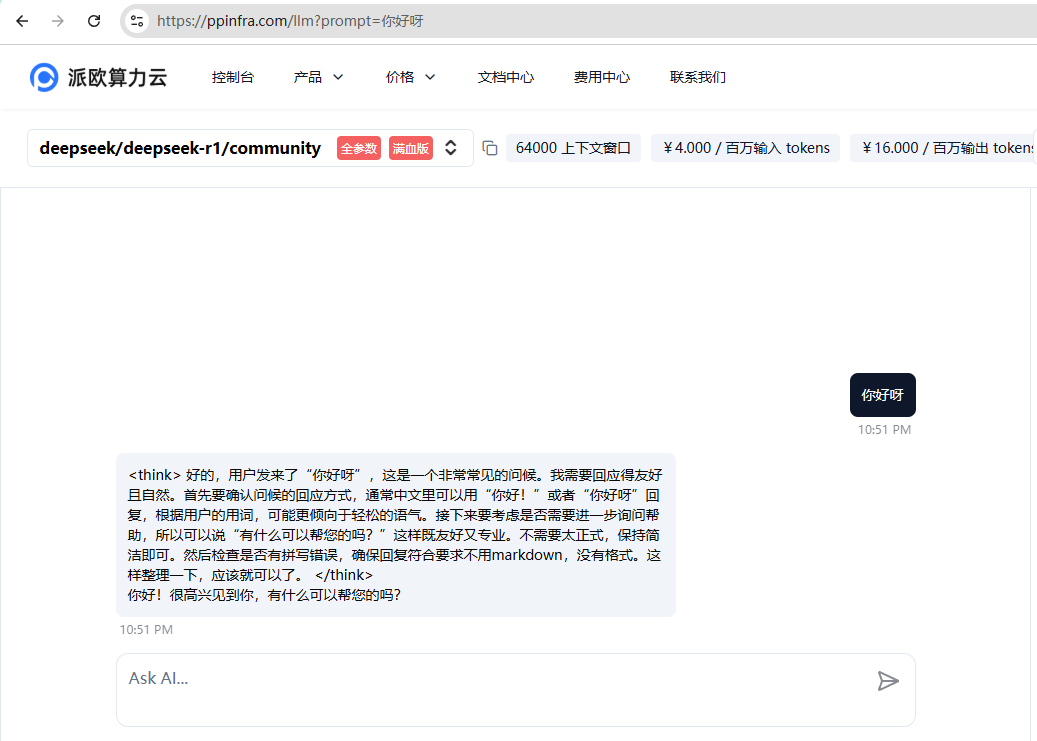 https://ppinfra.com/llm?prompt=你好呀
派欧算力云 控制台 产品 价格 文档中心 费用中心 联系我们
deepseek/deepseek-r1/community 全参数 满血版 64000 上下文窗口 ￥4.000 / 百万输入 tokens ￥16.000 / 百万输出 tokens
你好呀
10:51 PM
<think> 好的，用户发来了“你好呀”，这是一个非常常见的问候。我需要回应得友好
且自然。首先要确认问候的回应方式，通常中文里可以用“你好！”或者“你好呀”回
复，根据用户的用词，可能更倾向于轻松的语气。接下来要考虑是否需要进一步询问帮
助，所以可以说“有什么可以帮您的吗？”这样既友好又专业。不需要太正式，保持简
洁即可。然后检查是否有拼写错误，确保回复符合要求不用markdown，没有格式。这
样整理一下，应该就可以了。 </think>
你好！很高兴见到你，有什么可以帮您的吗?
10:51 PM
Ask AI...